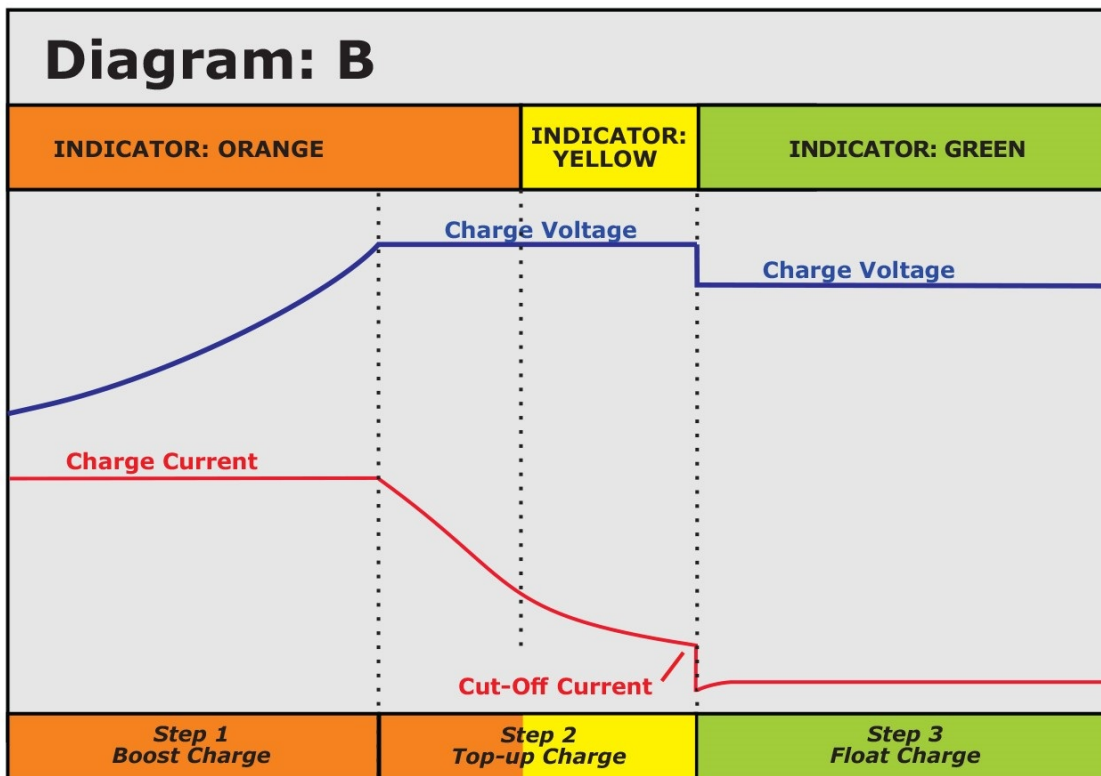 Diagram: B
INDICATOR: ORANGE
INDICATOR:
YELLOW
INDICATOR: GREEN
Charge Voltage
Charge Voltage
Charge Current
Cut-Off Current
Step 1
Boost Charge
Step 2
Top-up Charge
Step 3
Float Charge